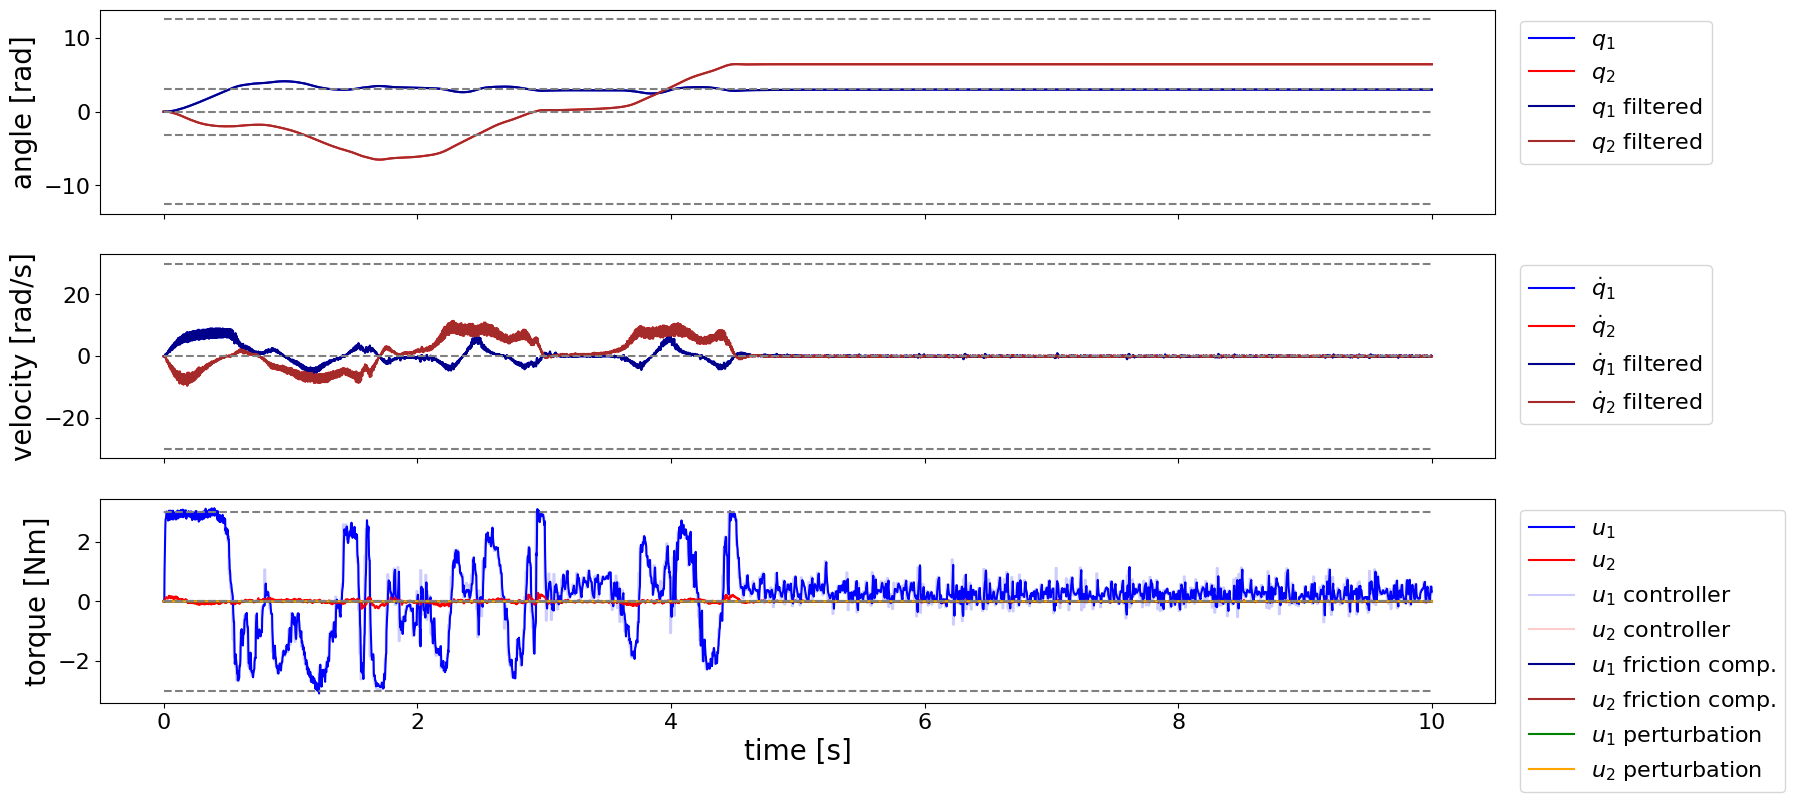 angle [rad]
10
0
−10
q₁
q₂
q₁ filtered
q₂ filtered
velocity [rad/s]
20
0
−20
q̇₁
q̇₂
q̇₁ filtered
q̇₂ filtered
torque [Nm]
2
0
−2
0 2 4 6 8 10
time [s]
u₁
u₂
u₁ controller
u₂ controller
u₁ friction comp.
u₂ friction comp.
u₁ perturbation
u₂ perturbation